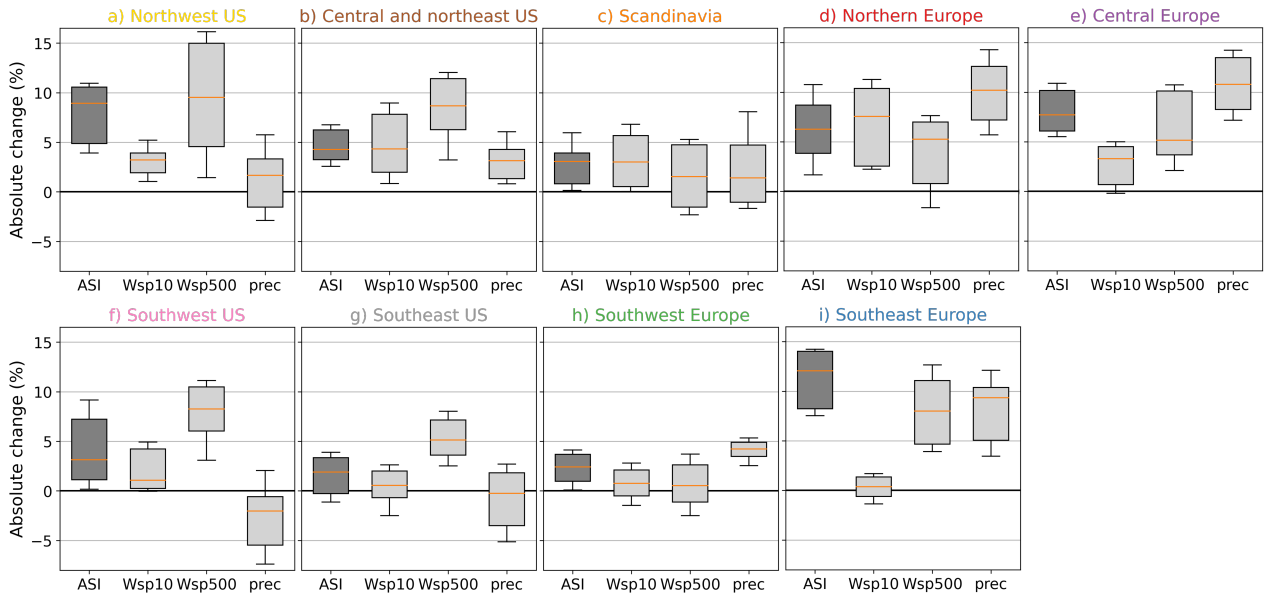 a) Northwest US
b) Central and northeast US
c) Scandinavia
d) Northern Europe
e) Central Europe
Absolute change (%)
15
10
5
0
−5
ASI Wsp10 Wsp500 prec
ASI Wsp10 Wsp500 prec
ASI Wsp10 Wsp500 prec
ASI Wsp10 Wsp500 prec
ASI Wsp10 Wsp500 prec
f) Southwest US
g) Southeast US
h) Southwest Europe
i) Southeast Europe
Absolute change (%)
15
10
5
0
−5
ASI Wsp10 Wsp500 prec
ASI Wsp10 Wsp500 prec
ASI Wsp10 Wsp500 prec
ASI Wsp10 Wsp500 prec